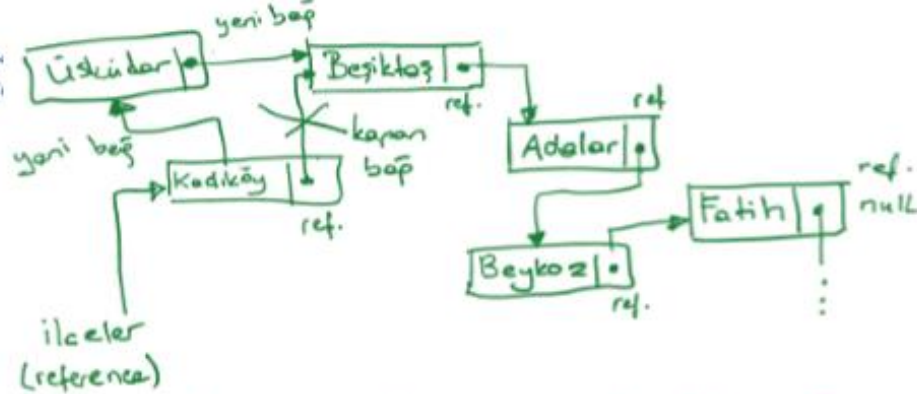 yeni bağ
Üsküdar
Beşiktaş
ref.
kapan
bağ
yeni bağ
Kadıköy
ref.
Adalar
ref
Beykoz
ref.
Fatih
ref.
null
ilceler
(reference)